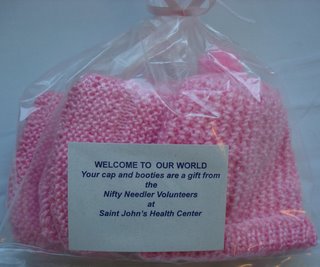 WELCOME TO OUR WORLD
Your cap and booties are a gift from
the
Nifty Needler Volunteers
at
Saint John's Health Center